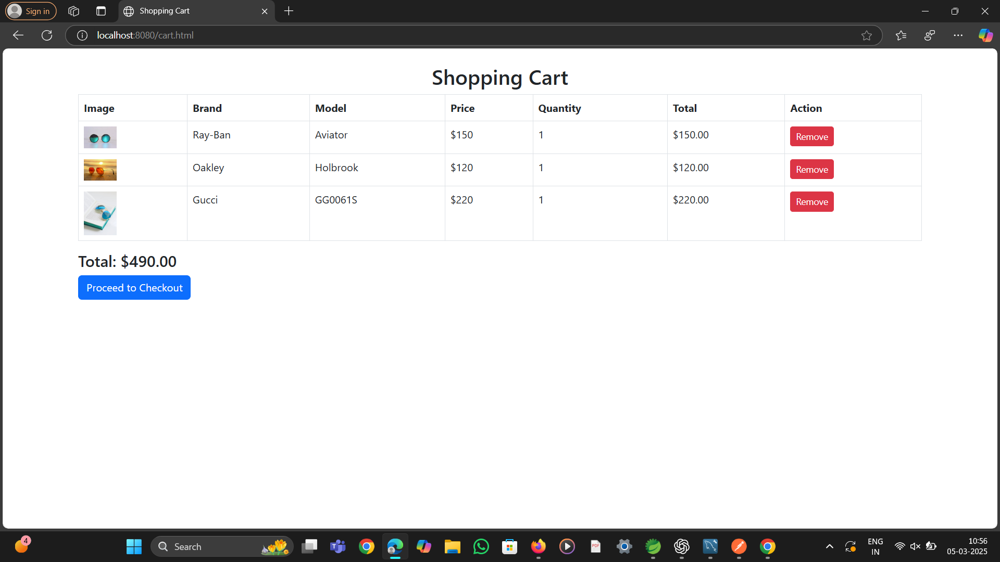 Sign in
Shopping Cart
localhost:8080/cart.html
Shopping Cart
Image Brand Model Price Quantity Total Action
Ray-Ban Aviator $150 1 $150.00 Remove
Oakley Holbrook $120 1 $120.00 Remove
Gucci GG0061S $220 1 $220.00 Remove
Total: $490.00
Proceed to Checkout
4
Search
T
PDF
ENG
IN
10:56
05-03-2025